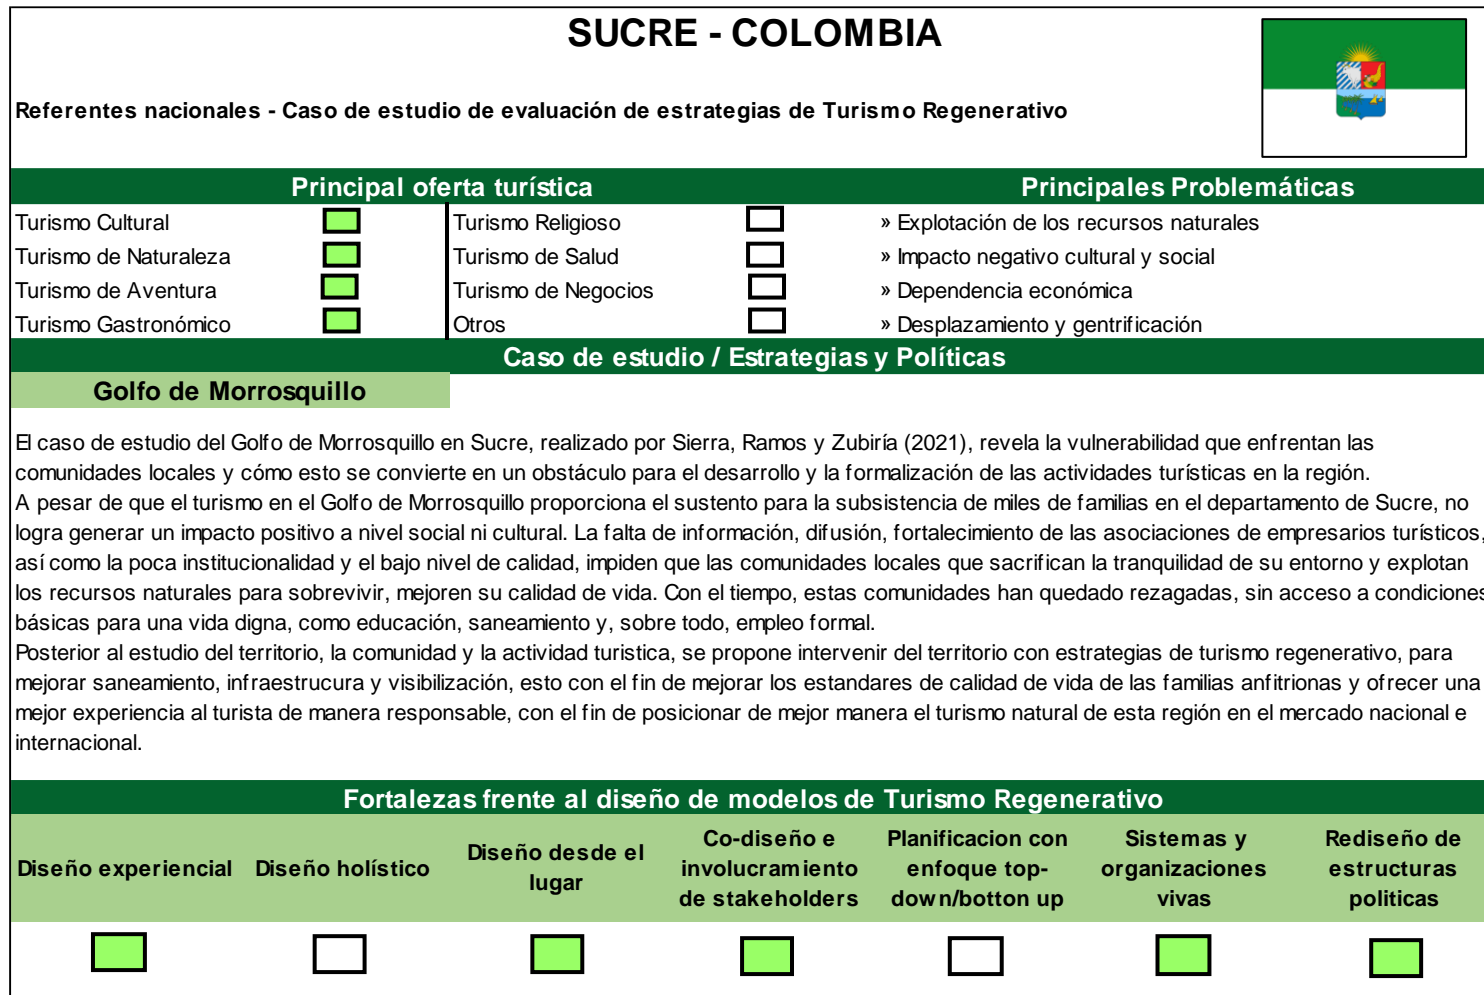 SUCRE - COLOMBIA
Referentes nacionales - Caso de estudio de evaluación de estrategias de Turismo Regenerativo
Principal oferta turística
Principales Problemáticas
Turismo Cultural
Turismo Religioso
» Explotación de los recursos naturales
Turismo de Naturaleza
Turismo de Salud
» Impacto negativo cultural y social
Turismo de Aventura
Turismo de Negocios
» Dependencia económica
Turismo Gastronómico
Otros
» Desplazamiento y gentrificación
Caso de estudio / Estrategias y Políticas
Golfo de Morrosquillo
El caso de estudio del Golfo de Morrosquillo en Sucre, realizado por Sierra, Ramos y Zubiría (2021), revela la vulnerabilidad que enfrentan las
comunidades locales y cómo esto se convierte en un obstáculo para el desarrollo y la formalización de las actividades turísticas en la región.
A pesar de que el turismo en el Golfo de Morrosquillo proporciona el sustento para la subsistencia de miles de familias en el departamento de Sucre, no
logra generar un impacto positivo a nivel social ni cultural. La falta de información, difusión, fortalecimiento de las asociaciones de empresarios turísticos,
así como la poca institucionalidad y el bajo nivel de calidad, impiden que las comunidades locales que sacrifican la tranquilidad de su entorno y explotan
los recursos naturales para sobrevivir, mejoren su calidad de vida. Con el tiempo, estas comunidades han quedado rezagadas, sin acceso a condiciones
básicas para una vida digna, como educación, saneamiento y, sobre todo, empleo formal.
Posterior al estudio del territorio, la comunidad y la actividad turistica, se propone intervenir del territorio con estrategias de turismo regenerativo, para
mejorar saneamiento, infraestrucura y visibilización, esto con el fin de mejorar los estandares de calidad de vida de las familias anfitrionas y ofrecer una
mejor experiencia al turista de manera responsable, con el fin de posicionar de mejor manera el turismo natural de esta región en el mercado nacional e
internacional.
Fortalezas frente al diseño de modelos de Turismo Regenerativo
Diseño experiencial
Diseño holístico
Diseño desde el
lugar
Co-diseño e
involucramiento
de stakeholders
Planificacion con
enfoque top-
down/botton up
Sistemas y
organizaciones
vivas
Rediseño de
estructuras
politicas